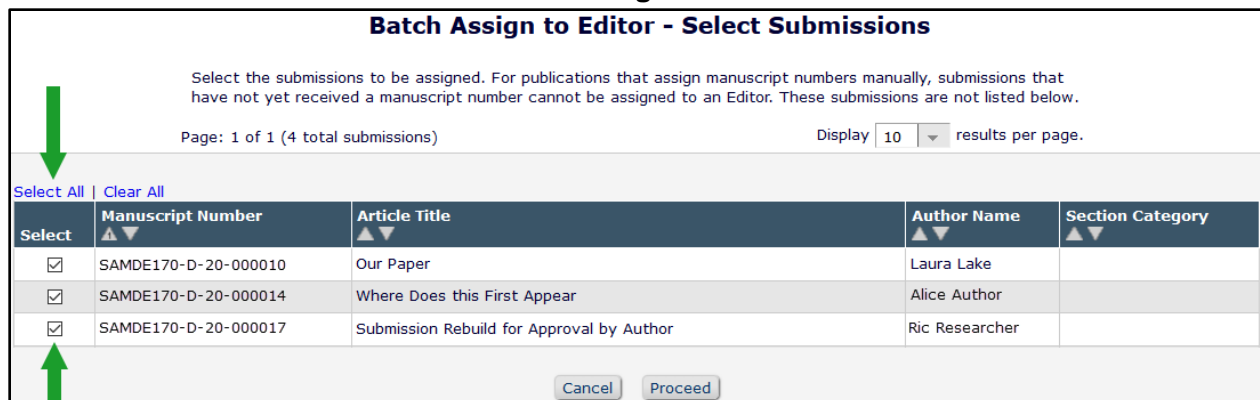 Batch Assign to Editor - Select Submissions
Select the submissions to be assigned. For publications that assign manuscript numbers manually, submissions that
have not yet received a manuscript number cannot be assigned to an Editor. These submissions are not listed below.
Page: 1 of 1 (4 total submissions) Display 10 results per page.
Select All | Clear All
Select Manuscript Number Article Title Author Name Section Category
SAMDE170-D-20-000010 Our Paper Laura Lake
SAMDE170-D-20-000014 Where Does this First Appear Alice Author
SAMDE170-D-20-000017 Submission Rebuild for Approval by Author Ric Researcher
Cancel Proceed